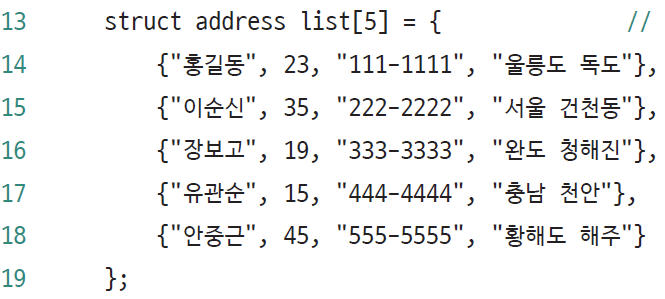 13 struct address list[5] = { //
14 {"홍길동", 23, "111-1111", "울릉도 독도"},
15 {"이순신", 35, "222-2222", "서울 건천동"},
16 {"장보고", 19, "333-3333", "완도 청해진"},
17 {"유관순", 15, "444-4444", "충남 천안"},
18 {"안중근", 45, "555-5555", "황해도 해주"}
19 };